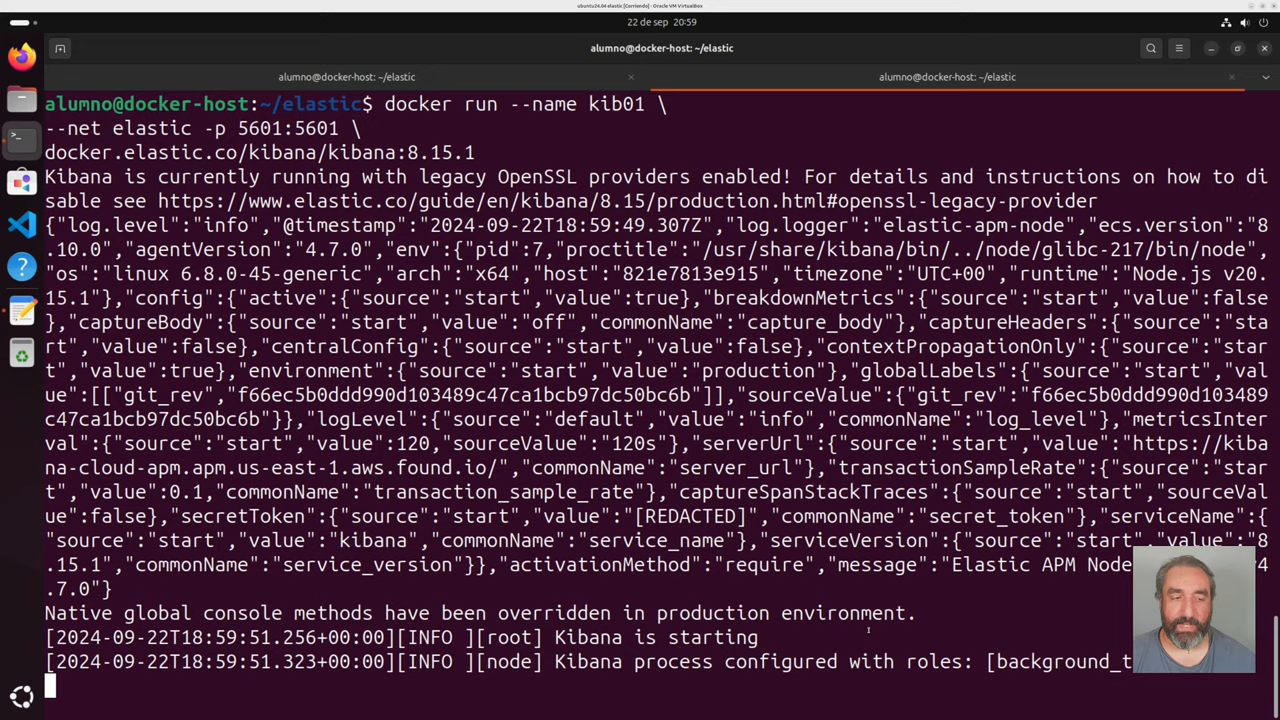 ubuntu24.04 elastic [Corriendo] - Oracle VM VirtualBox
22 de sep  20:59
alumno@docker-host: ~/elastic
alumno@docker-host: ~/elastic
alumno@docker-host: ~/elastic
alumno@docker-host:~/elastic$ docker run --name kib01 \
--net elastic -p 5601:5601 \
docker.elastic.co/kibana/kibana:8.15.1
Kibana is currently running with legacy OpenSSL providers enabled! For details and instructions on how to di
sable see https://www.elastic.co/guide/en/kibana/8.15/production.html#openssl-legacy-provider
{"log.level":"info","@timestamp":"2024-09-22T18:59:49.307Z","log.logger":"elastic-apm-node","ecs.version":"8
.10.0","agentVersion":"4.7.0","env":{"pid":7,"proctitle":"/usr/share/kibana/bin/../node/glibc-217/bin/node",
"os":"linux 6.8.0-45-generic","arch":"x64","host":"821e7813e915","timezone":"UTC+00","runtime":"Node.js v20.
15.1"},"config":{"active":{"source":"start","value":true},"breakdownMetrics":{"source":"start","value":false
},"captureBody":{"source":"start","value":"off","commonName":"capture_body"},"captureHeaders":{"source":"sta
rt","value":false},"centralConfig":{"source":"start","value":false},"contextPropagationOnly":{"source":"star
t","value":true},"environment":{"source":"start","value":"production"},"globalLabels":{"source":"start","val
ue":[["git_rev","f66ec5b0ddd990d103489c47ca1bcb97dc50bc6b"]],"sourceValue":{"git_rev":"f66ec5b0ddd990d103489
c47ca1bcb97dc50bc6b"}},"logLevel":{"source":"default","value":"info","commonName":"log_level"},"metricsInter
val":{"source":"start","value":120,"sourceValue":"120s"},"serverUrl":{"source":"start","value":"https://kiba
na-cloud-apm.apm.us-east-1.aws.found.io/","commonName":"server_url"},"transactionSampleRate":{"source":"star
t","value":0.1,"commonName":"transaction_sample_rate"},"captureSpanStackTraces":{"source":"start","sourceVal
ue":false},"secretToken":{"source":"start","value":"[REDACTED]","commonName":"secret_token"},"serviceName":{
"source":"start","value":"kibana","commonName":"service_name"},"serviceVersion":{"source":"start","value":"8
.15.1","commonName":"service_version"}},"activationMethod":"require","message":"Elastic APM Node v4
.7.0"}
Native global console methods have been overridden in production environment.
[2024-09-22T18:59:51.256+00:00][INFO ][root] Kibana is starting
[2024-09-22T18:59:51.323+00:00][INFO ][node] Kibana process configured with roles: [background_t